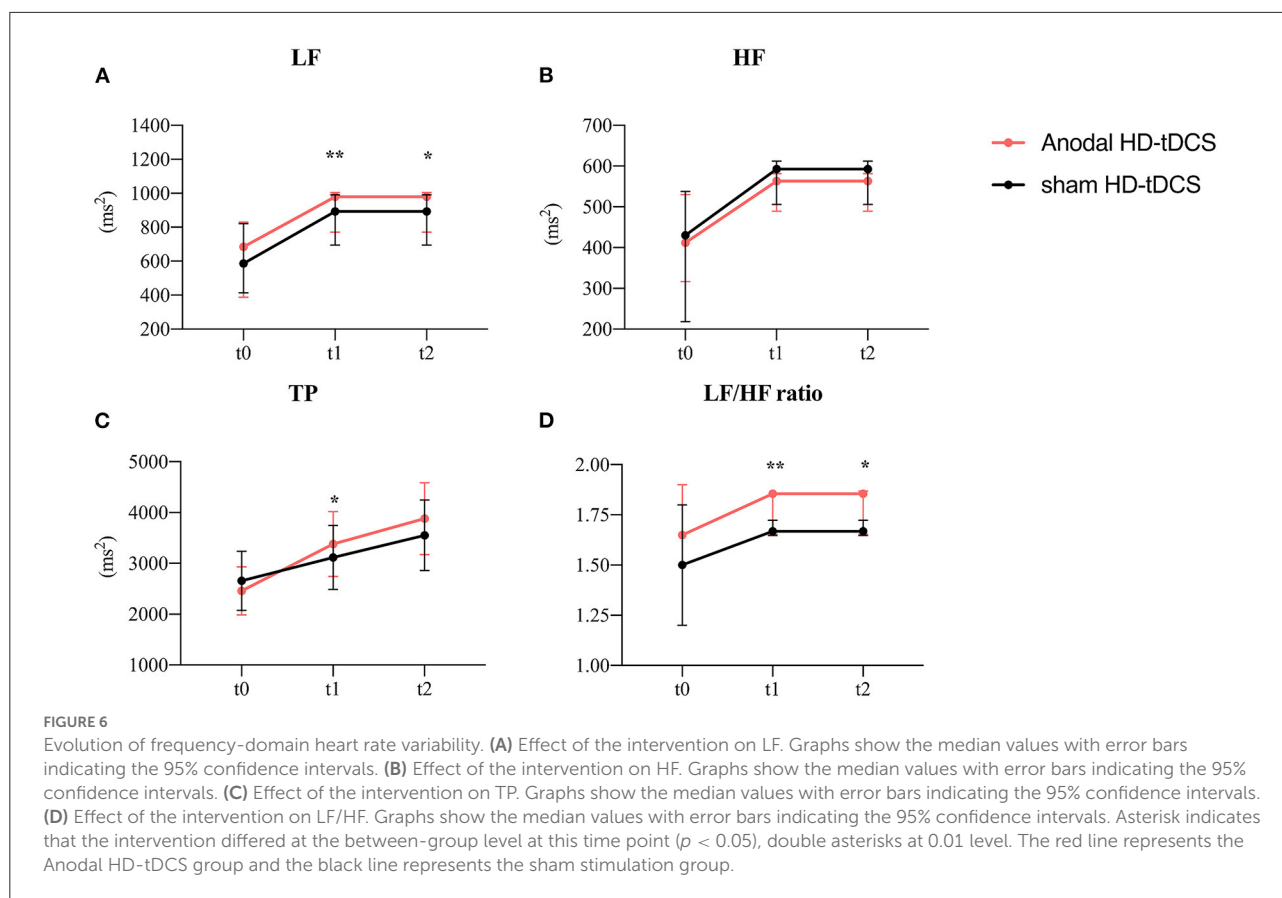 LF
A
1400
1200
1000
800
600
400
200
(ms²)
** *
t0 t1 t2
HF
B
700
600
500
400
300
200
(ms²)
t0 t1 t2
Anodal HD-tDCS
sham HD-tDCS
TP
C
5000
4000
3000
2000
1000
(ms²)
*
t0 t1 t2
LF/HF ratio
D
2.00
1.75
1.50
1.25
1.00
** *
t0 t1 t2
FIGURE 6
Evolution of frequency-domain heart rate variability. (A) Effect of the intervention on LF. Graphs show the median values with error bars
indicating the 95% confidence intervals. (B) Effect of the intervention on HF. Graphs show the median values with error bars indicating the 95%
confidence intervals. (C) Effect of the intervention on TP. Graphs show the median values with error bars indicating the 95% confidence intervals.
(D) Effect of the intervention on LF/HF. Graphs show the median values with error bars indicating the 95% confidence intervals. Asterisk indicates
that the intervention differed at the between-group level at this time point (p < 0.05), double asterisks at 0.01 level. The red line represents the
Anodal HD-tDCS group and the black line represents the sham stimulation group.